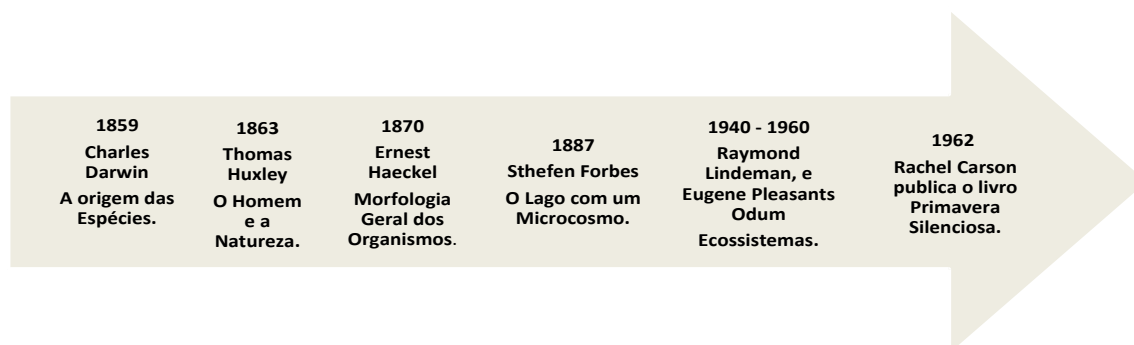 1859
Charles
Darwin
A origem das
Espécies.
1863
Thomas
Huxley
O Homem
e a
Natureza.
1870
Ernest
Haeckel
Morfologia
Geral dos
Organismos.
1887
Sthefen Forbes
O Lago com um
Microcosmo.
1940 - 1960
Raymond
Lindeman, e
Eugene Pleasants
Odum
Ecossistemas.
1962
Rachel Carson
publica o livro
Primavera
Silenciosa.